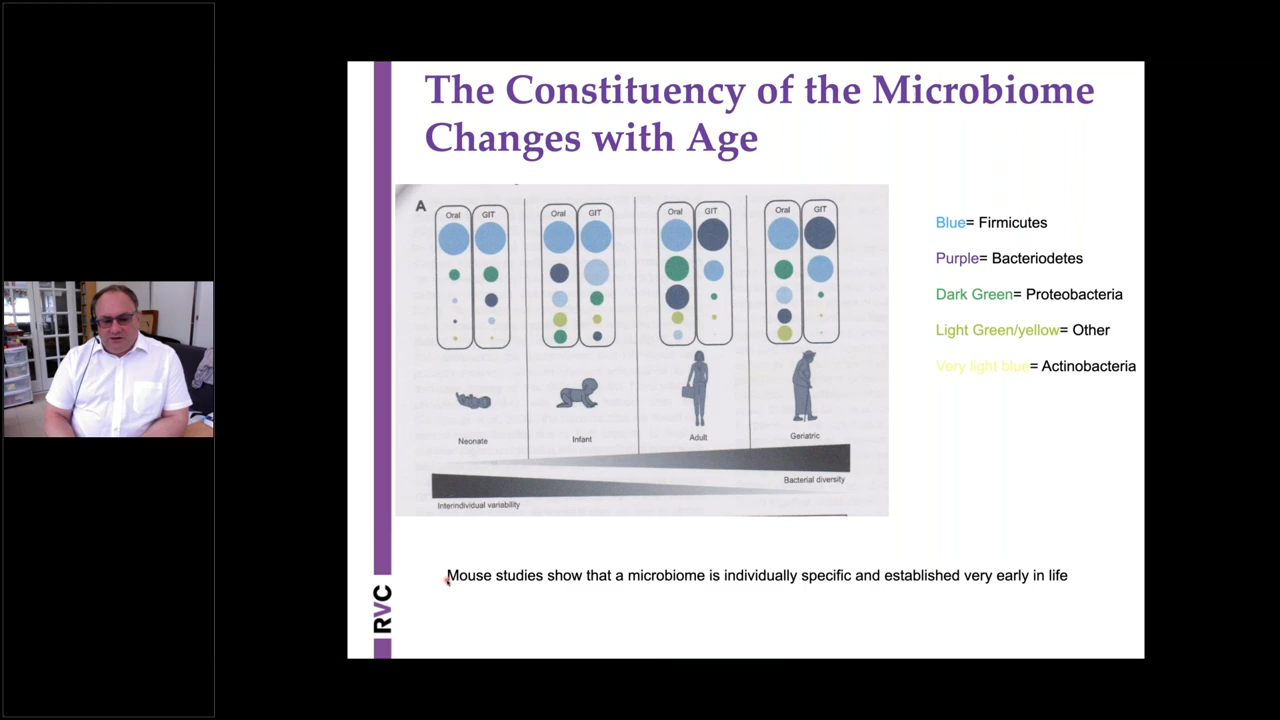 The Constituency of the Microbiome
Changes with Age
A
Oral GIT
Oral GIT
Oral GIT
Oral GIT
Neonate
Infant
Adult
Geriatric
Bacterial diversity
Interindividual variability
Blue= Firmicutes
Purple= Bacteriodetes
Dark Green= Proteobacteria
Light Green/yellow= Other
Very light blue= Actinobacteria
Mouse studies show that a microbiome is individually specific and established very early in life
RVC